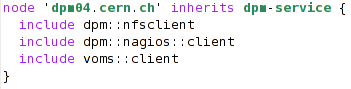 node 'dpm04.cern.ch' inherits dpm-service {
  include dpm::nfsclient
  include dpm::nagios::client
  include voms::client
}